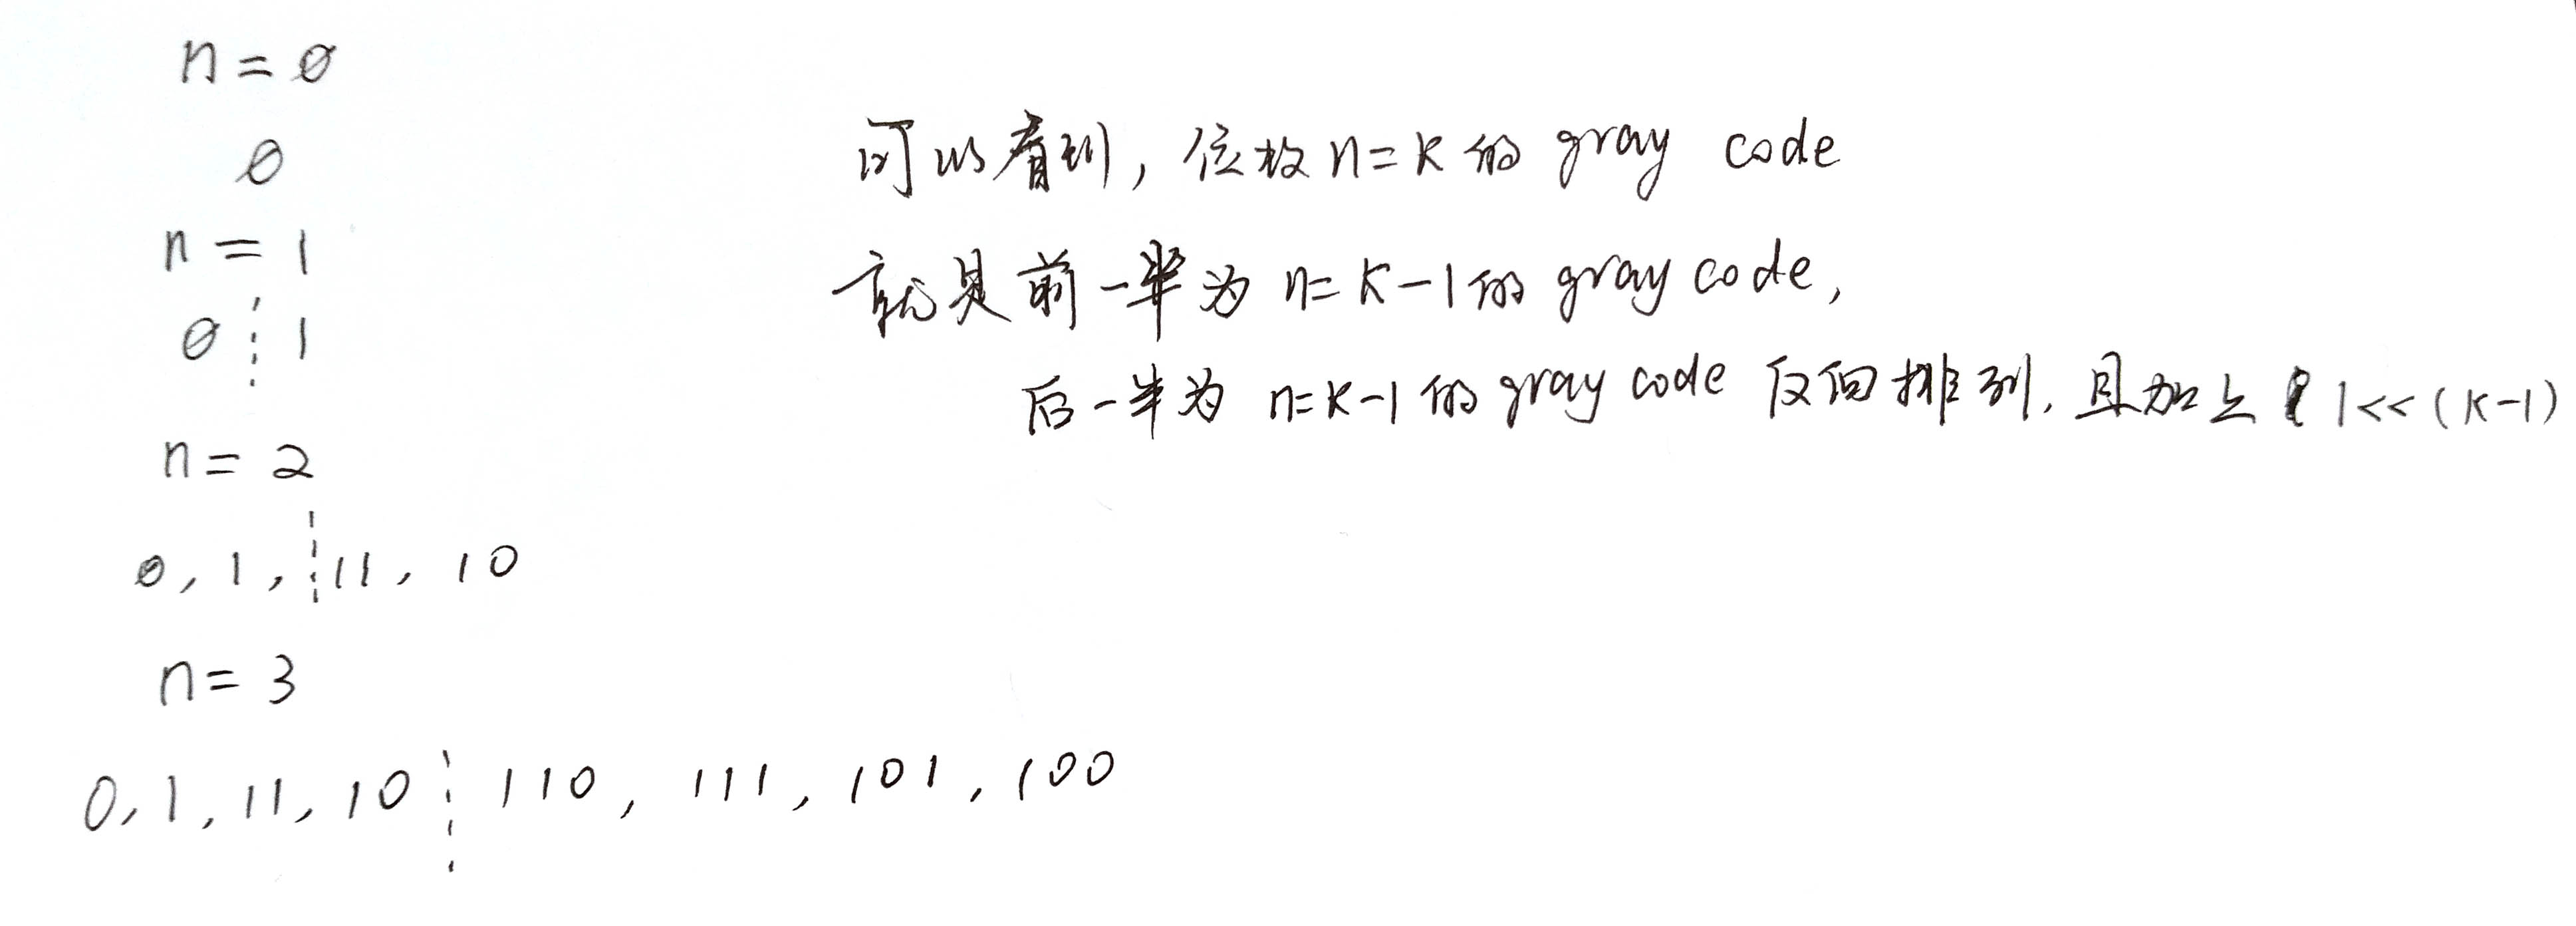 n = 0
0
n = 1
0 1
n = 2
0, 1, 11, 10
n = 3
0, 1, 11, 10 110, 111, 101, 100
可以看到, 位数 n=K 的 gray code
就是前一半为 n=K-1的 gray code,
后一半为 n=K-1的 gray code 反向排列, 且加上 1<<(K-1)